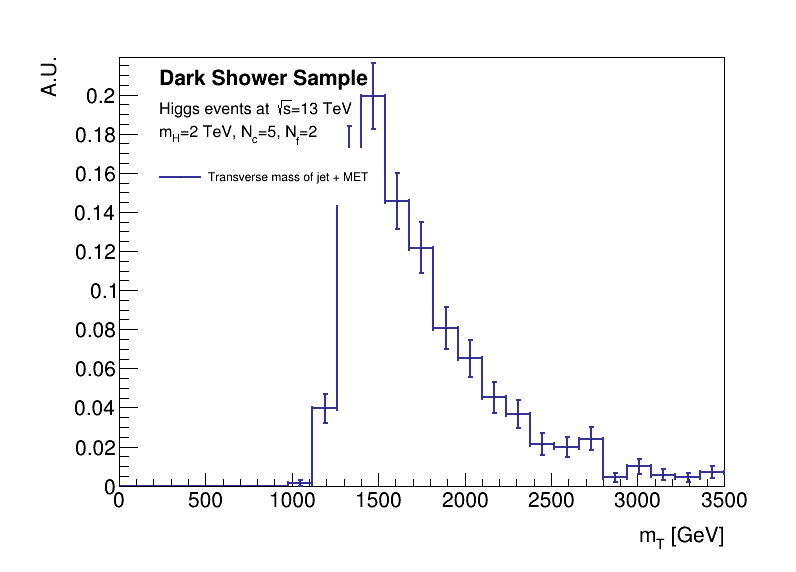 A.U.
Dark Shower Sample
Higgs events at √s=13 TeV
m_H=2 TeV, N_c=5, N_f=2
Transverse mass of jet + MET
0.2
0.18
0.16
0.14
0.12
0.1
0.08
0.06
0.04
0.02
0
0 500 1000 1500 2000 2500 3000 3500
m_T [GeV]